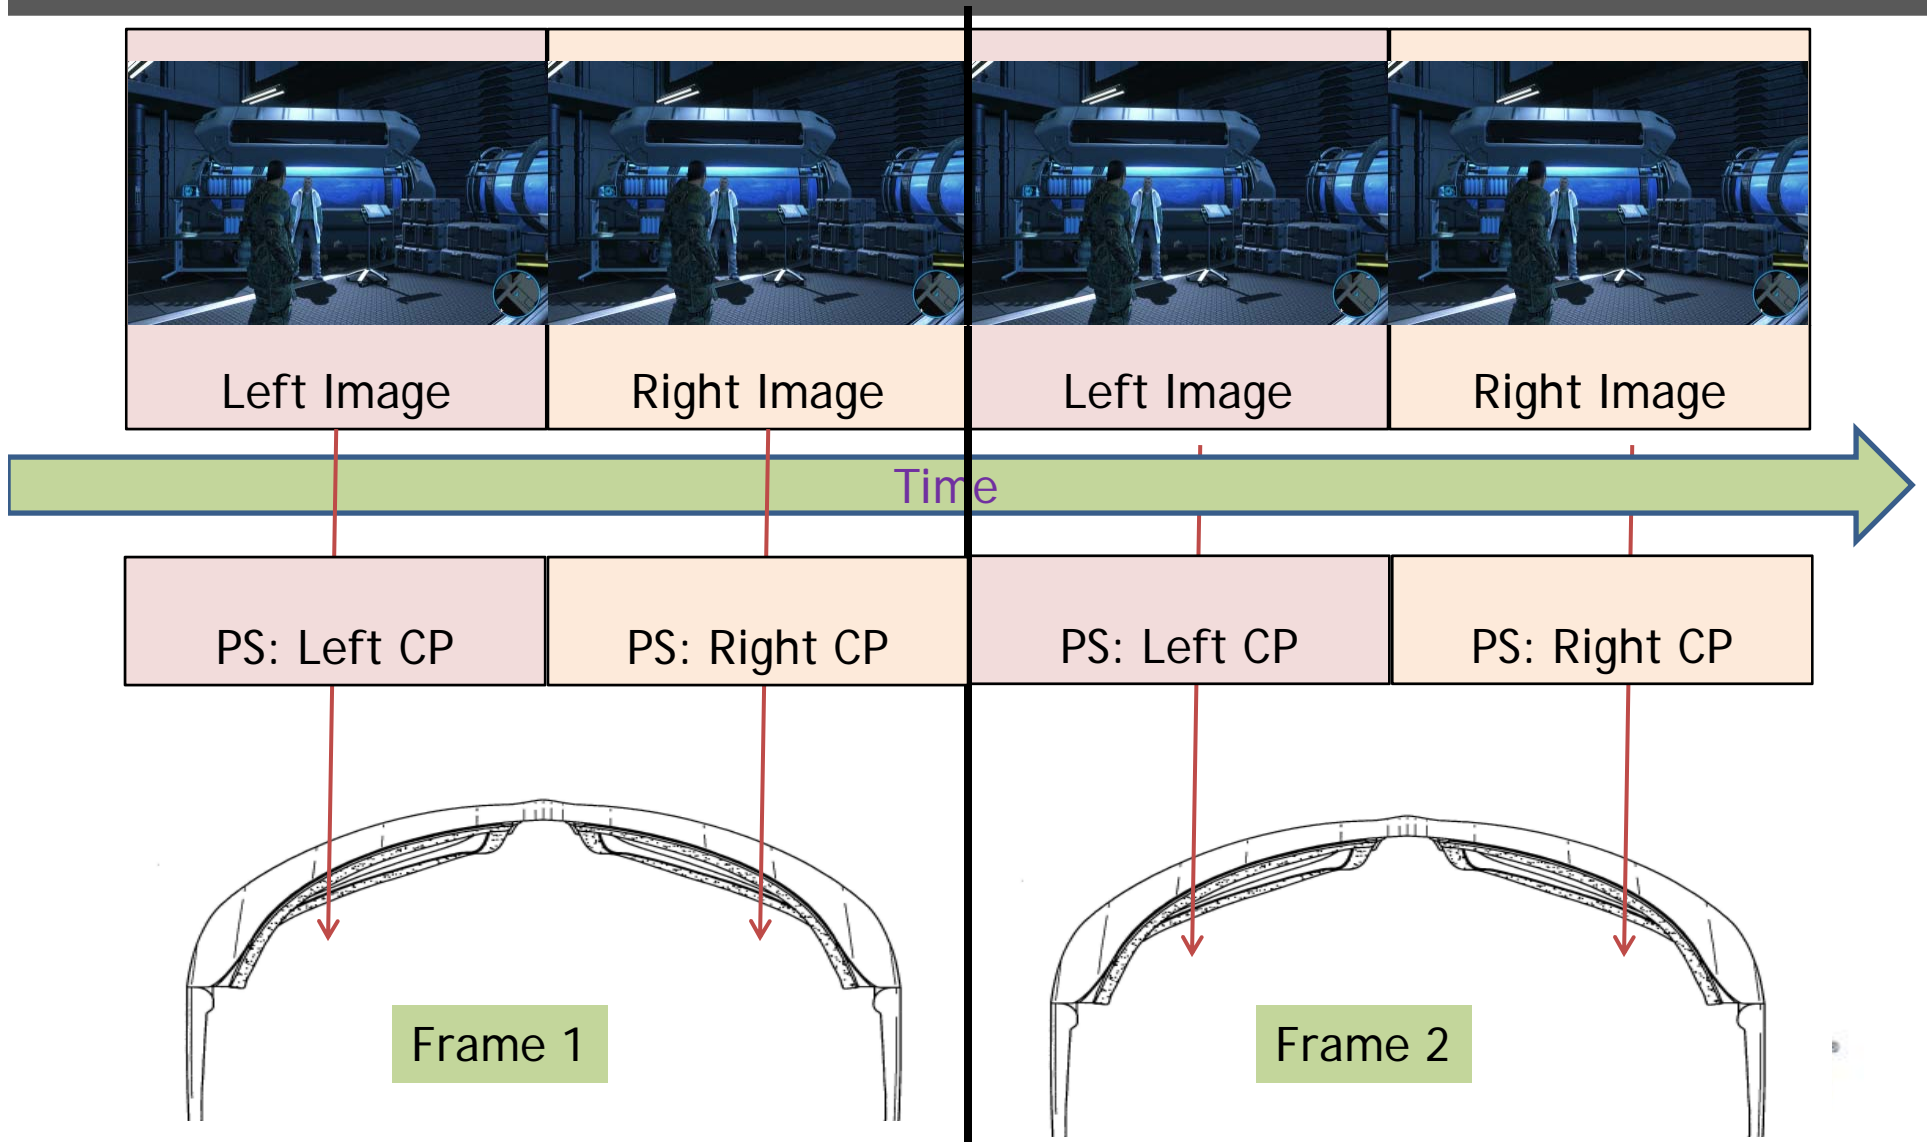 Left Image
Right Image
Left Image
Right Image
Time
PS: Left CP
PS: Right CP
PS: Left CP
PS: Right CP
Frame 1
Frame 2